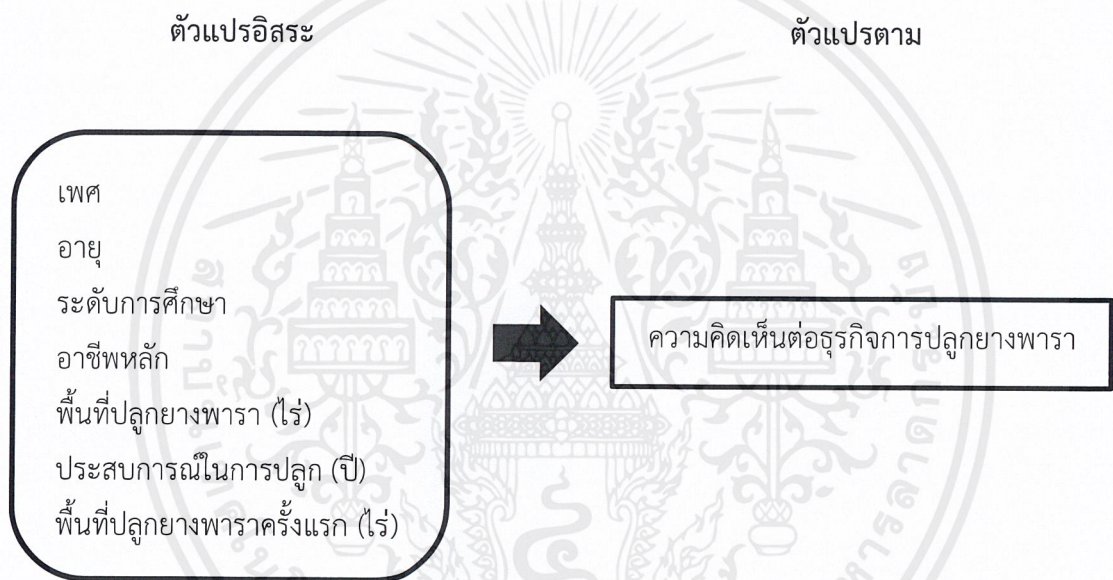 ตัวแปรอิสระ
ตัวแปรตาม
เพศ
อายุ
ระดับการศึกษา
อาชีพหลัก
พื้นที่ปลูกยางพารา (ไร่)
ประสบการณ์ในการปลูก (ปี)
พื้นที่ปลูกยางพาราครั้งแรก (ไร่)
ความคิดเห็นต่อธุรกิจการปลูกยางพารา